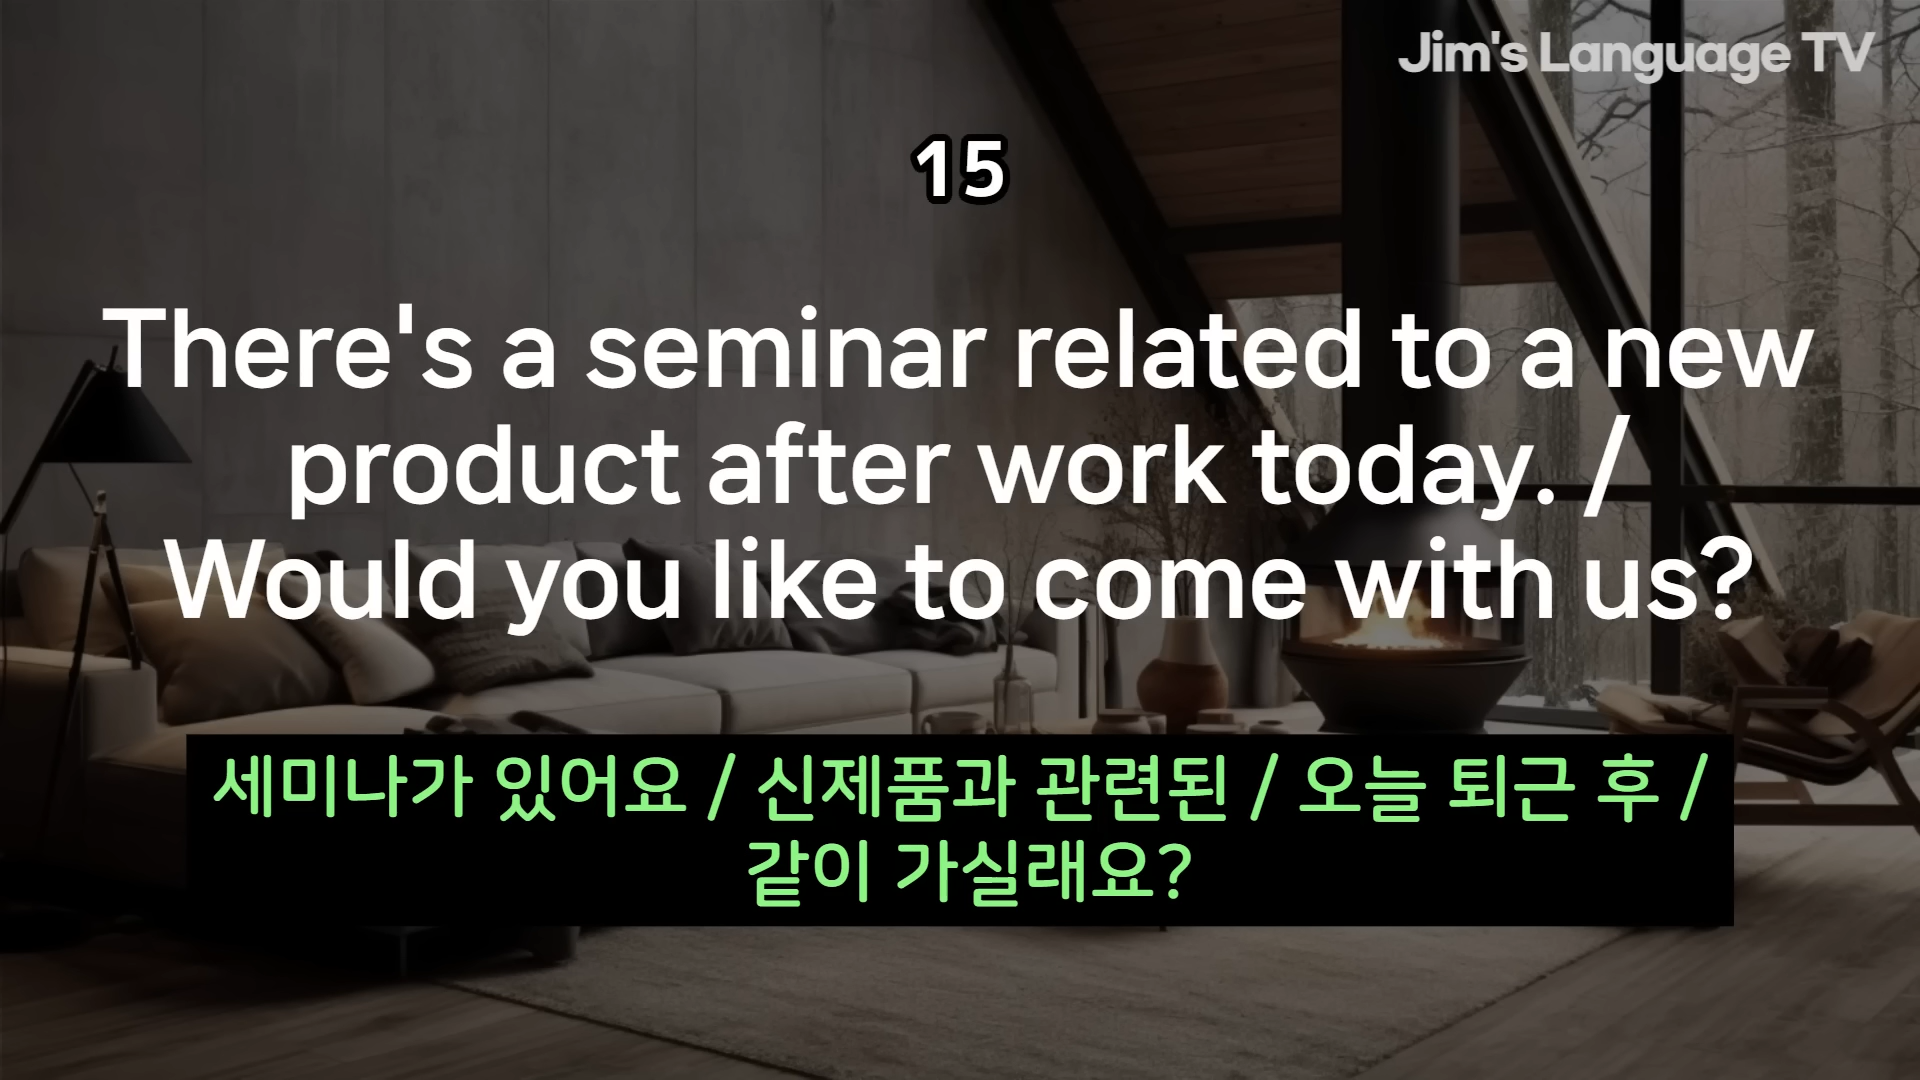 Jim's Language TV
15
There's a seminar related to a new
product after work today. /
Would you like to come with us?
세미나가 있어요 / 신제품과 관련된 / 오늘 퇴근 후 /
같이 가실래요?